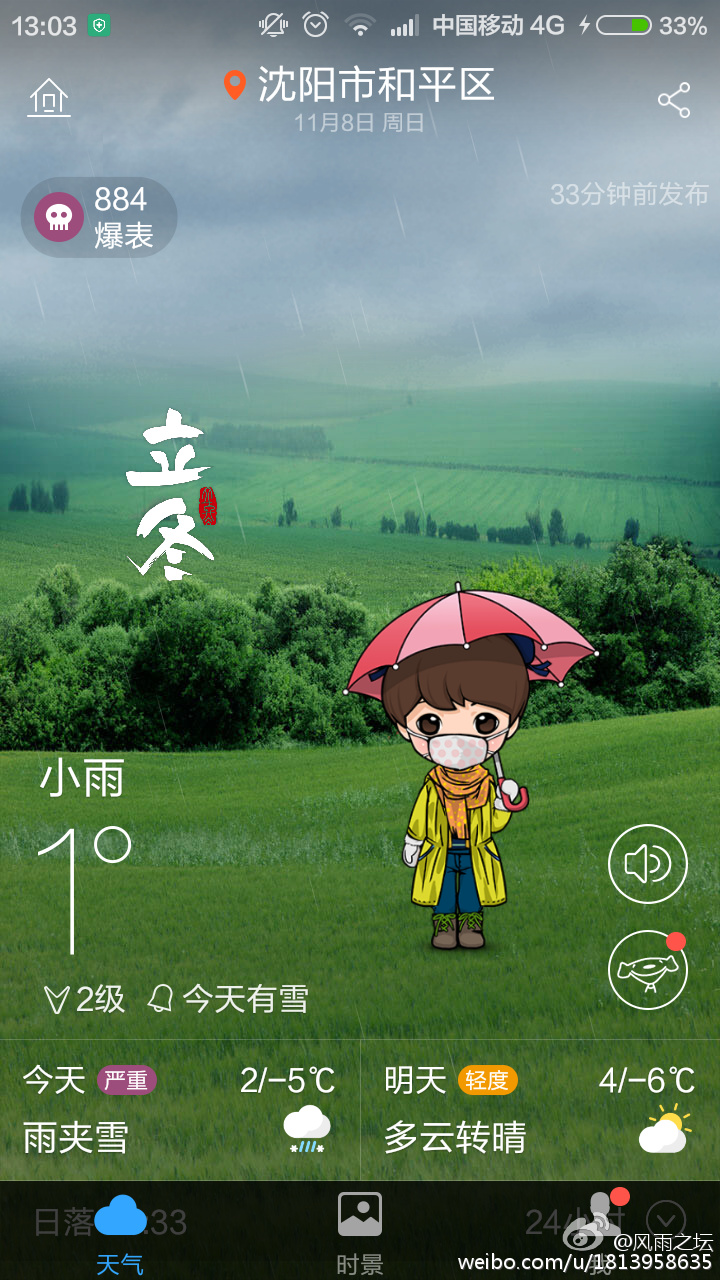 13:03 中国移动 4G 33%
沈阳市和平区
11月8日 周日
884
爆表
33分钟前发布
立冬
小雨
1°
2级 今天有雪
今天 严重 2/-5℃
雨夹雪
明天 轻度 4/-6℃
多云转晴
日落 :33 24小时
天气 时景 我
@风雨之坛
weibo.com/u/1813958635